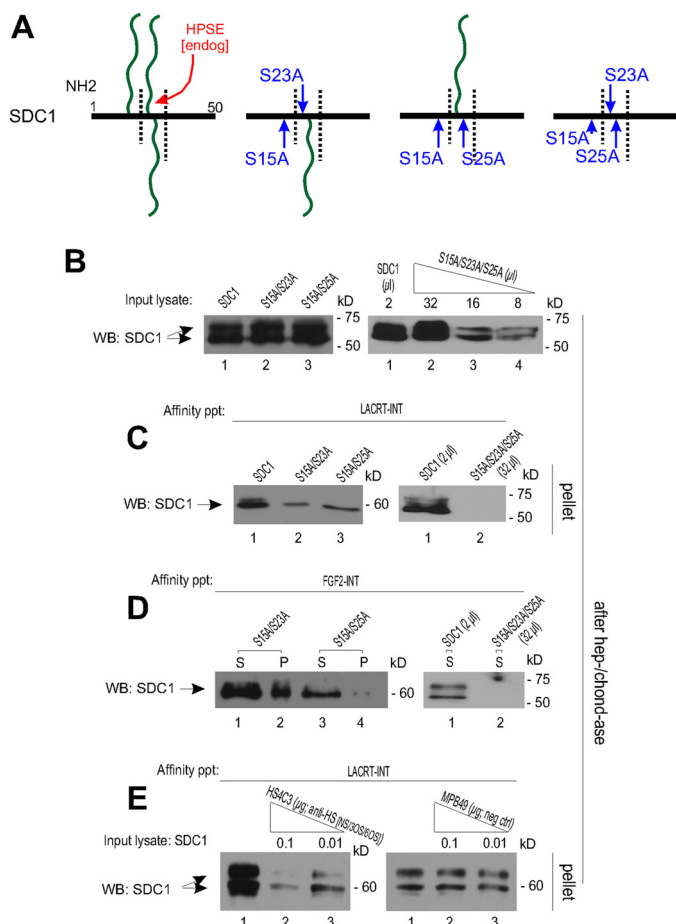 A
HPSE
[endog]
NH2
1
50
SDC1
S23A
S15A
S15A
S25A
S23A
S15A
S25A
B
SDC1
S15A/S23A
S15A/S25A
SDC1
(µl)
S15A/S23A/S25A (µl)
Input lysate:
kD
2
32
16
8
kD
WB: SDC1
- 75
- 50
- 75
- 50
1 2 3
1 2 3 4
Affinity ppt:
LACRT-INT
C
SDC1
S15A/S23A
S15A/S25A
kD
SDC1 (2 µl)
S15A/S23A/S25A
(32 µl)
kD
WB: SDC1
- 60
- 75
- 50
1 2 3
1 2
pellet
Affinity ppt:
FGF2-INT
D
S15A/S23A
S15A/S25A
SDC1 (2 µl)
S15A/S23A/S25A
(32 µl)
S P S P kD
S S kD
WB: SDC1
- 60
- 75
- 50
1 2 3 4
1 2
after hep-/chond-ase
Affinity ppt:
LACRT-INT
E
HS4C3 (µg; anti-HS [NS/3OS/6OS])
MPB49 (µg; neg ctrl)
Input lysate: SDC1
0.1 0.01
kD
0.1 0.01
kD
WB: SDC1
- 60
- 60
1 2 3
1 2 3
pellet